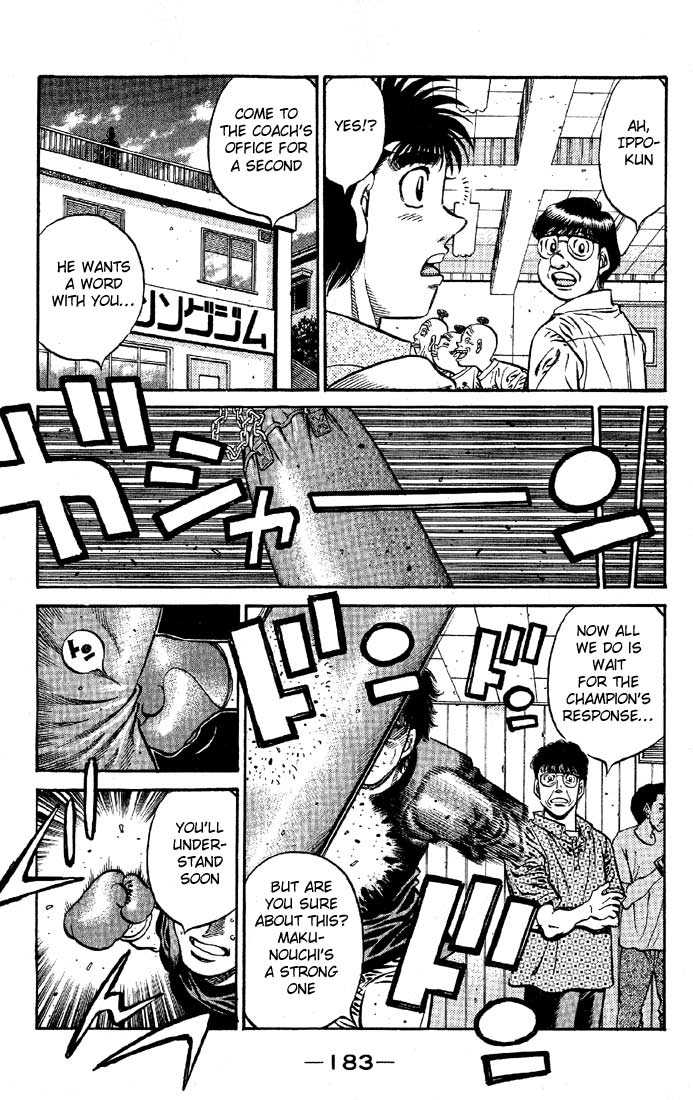 AH,
IPPO-
KUN
YES!?
COME TO
THE COACH'S
OFFICE FOR
A SECOND
HE WANTS
A WORD
WITH YOU...
シングジム
ガシャーン
NOW ALL
WE DO IS
WAIT
FOR THE
CHAMPION'S
RESPONSE...
ドン
ドン
BUT ARE
YOU SURE
ABOUT THIS?
MAKU-
NOUCHI'S
A STRONG
ONE
ドン
YOU'LL
UNDER-
STAND
SOON
—183—